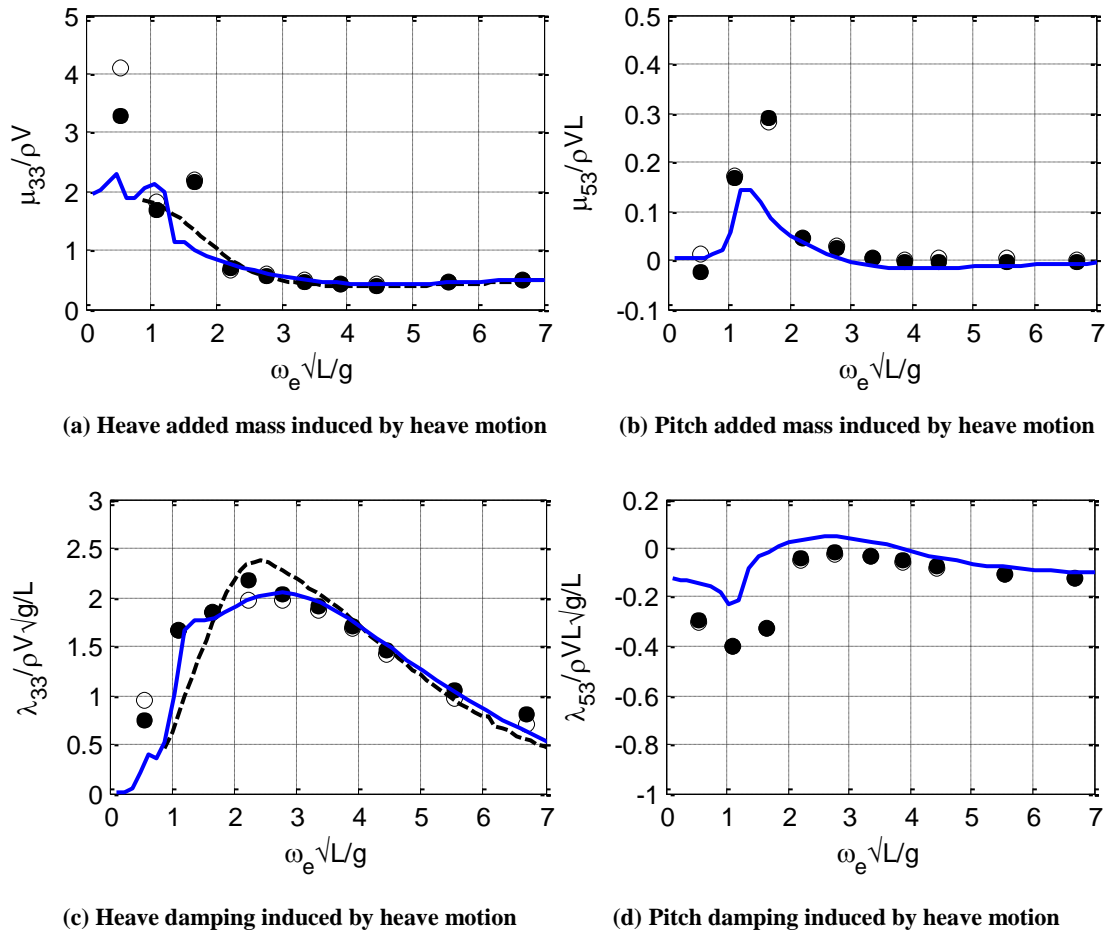 5
4
3
2
1
0
μ33/ρV
0 1 2 3 4 5 6 7
ωe√L/g
(a) Heave added mass induced by heave motion
0.5
0.4
0.3
0.2
0.1
0
-0.1
μ53/ρVL
0 1 2 3 4 5 6 7
ωe√L/g
(b) Pitch added mass induced by heave motion
3
2.5
2
1.5
1
0.5
0
λ33/ρV√g/L
0 1 2 3 4 5 6 7
ωe√L/g
(c) Heave damping induced by heave motion
0.2
0
-0.2
-0.4
-0.6
-0.8
-1
λ53/ρVL√g/L
0 1 2 3 4 5 6 7
ωe√L/g
(d) Pitch damping induced by heave motion